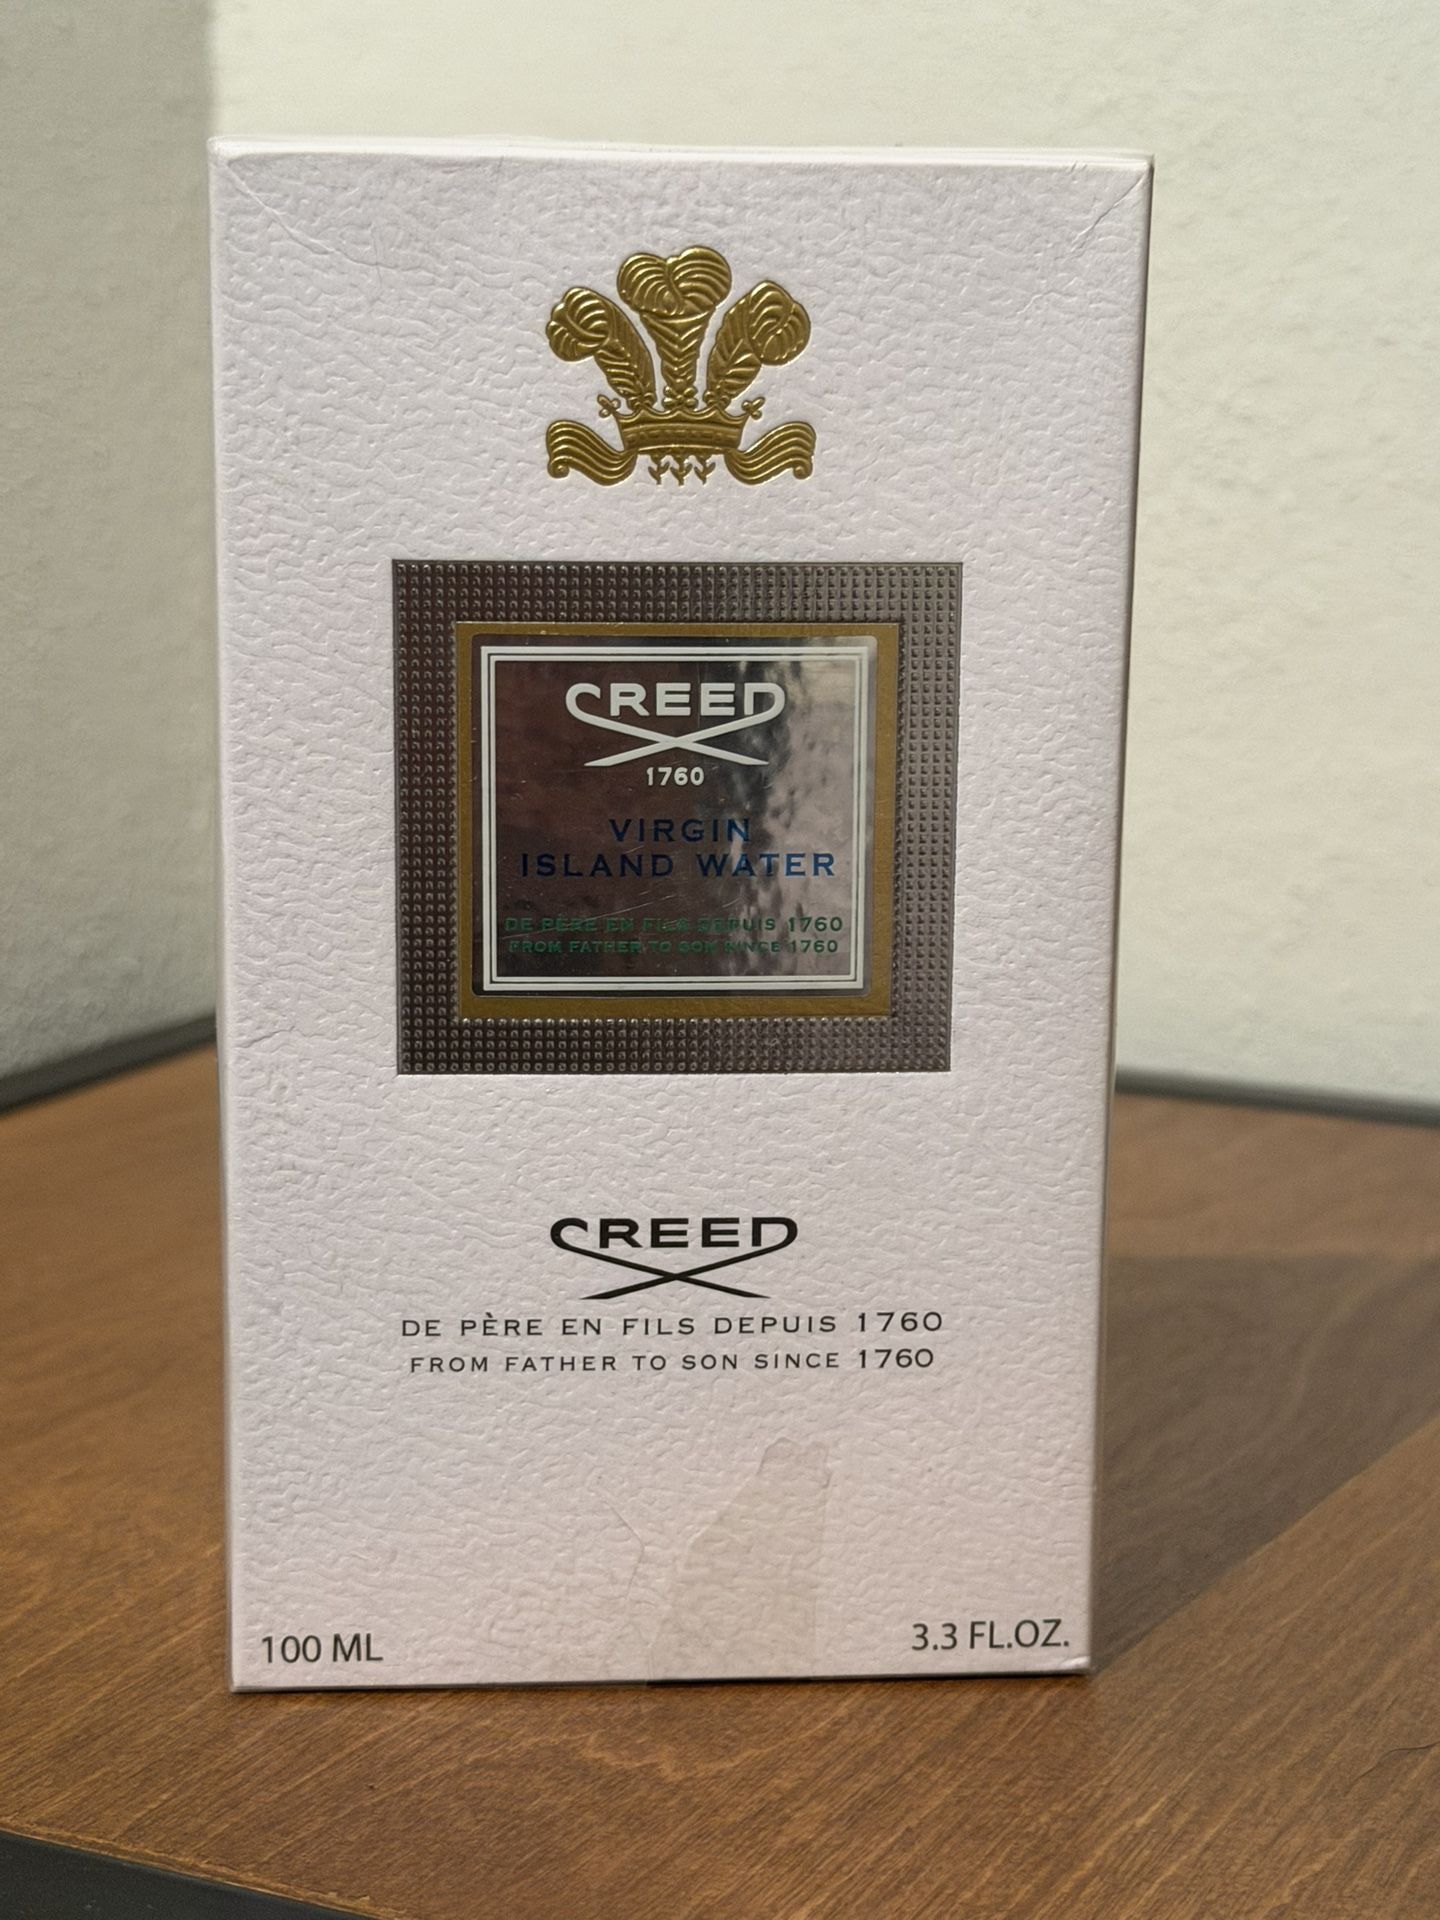 CREED
1760
VIRGIN
ISLAND WATER
DE PÈRE EN FILS DEPUIS 1760
FROM FATHER TO SON SINCE 1760
CREED
DE PÈRE EN FILS DEPUIS 1760
FROM FATHER TO SON SINCE 1760
100 ML
3.3 FL.OZ.